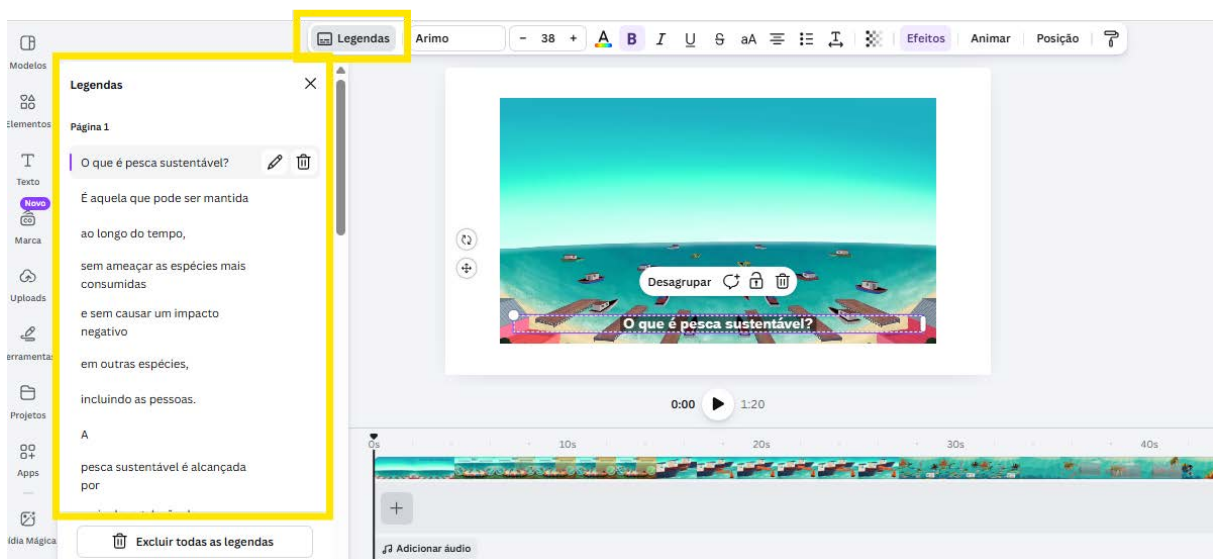 Legendas Arimo - 38 + A B I U S aA Efeitos Animar Posição
Modelos
Elementos
T
Texto
Novo
co
Marca
Uploads
Projetos
Apps
Legendas
Página 1
O que é pesca sustentável?
É aquela que pode ser mantida
ao longo do tempo,
sem ameaçar as espécies mais
consumidas
e sem causar um impacto
negativo
em outras espécies,
incluindo as pessoas.
A
pesca sustentável é alcançada
por
Excluir todas as legendas
Desagrupar
O que é pesca sustentável?
0:00 1:20
0s 10s 20s 30s 40s
+
Adicionar áudio